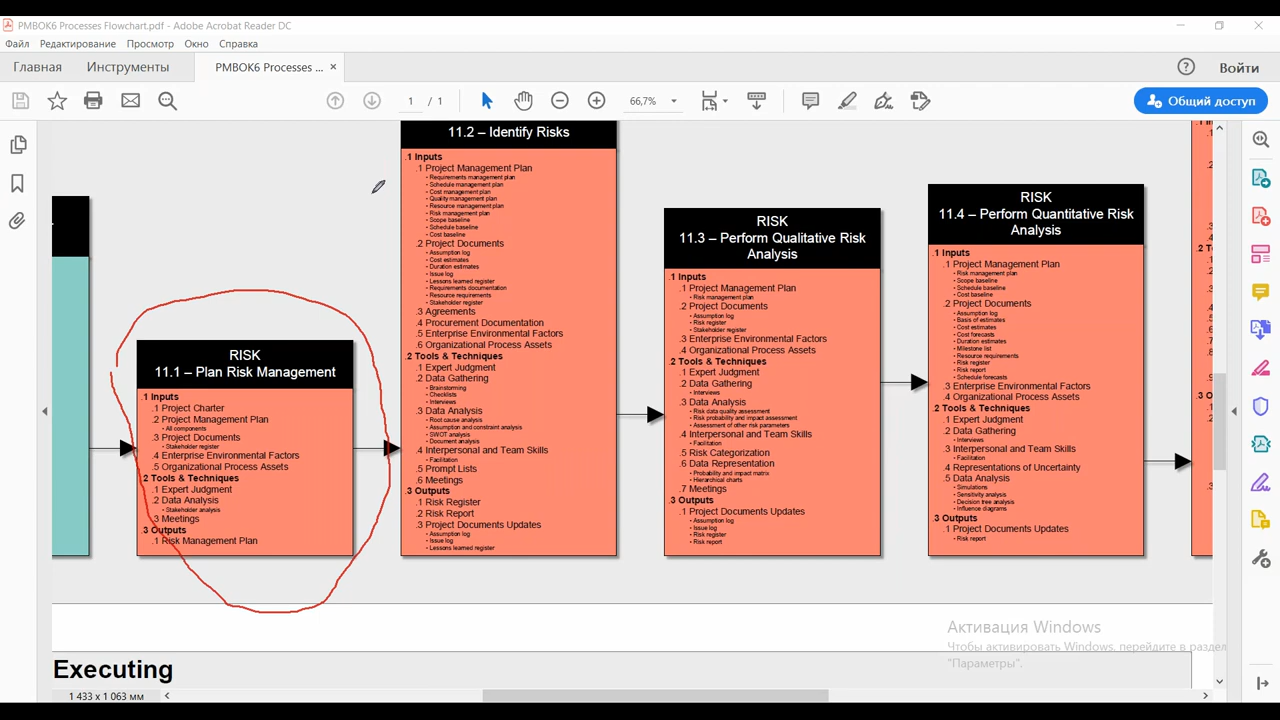 PMBOK6 Processes Flowchart.pdf - Adobe Acrobat Reader DC
Файл Редактирование Просмотр Окно Справка
Главная Инструменты PMBOK6 Processes ... ×
Войти
1 / 1 66,7%
Общий доступ
RISK
11.1 – Plan Risk Management
.1 Inputs
.1 Project Charter
.2 Project Management Plan
• All components
.3 Project Documents
• Stakeholder register
.4 Enterprise Environmental Factors
.5 Organizational Process Assets
.2 Tools & Techniques
.1 Expert Judgment
.2 Data Analysis
• Stakeholder analysis
.3 Meetings
.3 Outputs
.1 Risk Management Plan
11.2 – Identify Risks
.1 Inputs
.1 Project Management Plan
• Requirements management plan
• Schedule management plan
• Cost management plan
• Quality management plan
• Resource management plan
• Risk management plan
• Scope baseline
• Schedule baseline
• Cost baseline
.2 Project Documents
• Assumption log
• Cost estimates
• Duration estimates
• Issue log
• Lessons learned register
• Requirements documentation
• Resource requirements
• Stakeholder register
.3 Agreements
.4 Procurement Documentation
.5 Enterprise Environmental Factors
.6 Organizational Process Assets
.2 Tools & Techniques
.1 Expert Judgment
.2 Data Gathering
• Brainstorming
• Checklists
• Interviews
.3 Data Analysis
• Root cause analysis
• Assumption and constraint analysis
• SWOT analysis
• Document analysis
.4 Interpersonal and Team Skills
• Facilitation
.5 Prompt Lists
.6 Meetings
.3 Outputs
.1 Risk Register
.2 Risk Report
.3 Project Documents Updates
• Assumption log
• Issue log
• Lessons learned register
RISK
11.3 – Perform Qualitative Risk
Analysis
.1 Inputs
.1 Project Management Plan
• Risk management plan
.2 Project Documents
• Assumption log
• Risk register
• Stakeholder register
.3 Enterprise Environmental Factors
.4 Organizational Process Assets
.2 Tools & Techniques
.1 Expert Judgment
.2 Data Gathering
• Interviews
.3 Data Analysis
• Risk data quality assessment
• Risk probability and impact assessment
• Assessment of other risk parameters
.4 Interpersonal and Team Skills
• Facilitation
.5 Risk Categorization
.6 Data Representation
• Probability and impact matrix
• Hierarchical charts
.7 Meetings
.3 Outputs
.1 Project Documents Updates
• Assumption log
• Issue log
• Risk register
• Risk report
RISK
11.4 – Perform Quantitative Risk
Analysis
.1 Inputs
.1 Project Management Plan
• Risk management plan
• Scope baseline
• Schedule baseline
• Cost baseline
.2 Project Documents
• Assumption log
• Basis of estimates
• Cost estimates
• Cost forecasts
• Duration estimates
• Milestone list
• Resource requirements
• Risk register
• Risk report
• Schedule forecasts
.3 Enterprise Environmental Factors
.4 Organizational Process Assets
.2 Tools & Techniques
.1 Expert Judgment
.2 Data Gathering
• Interviews
.3 Interpersonal and Team Skills
• Facilitation
.4 Representations of Uncertainty
.5 Data Analysis
• Simulations
• Sensitivity analysis
• Decision tree analysis
• Influence diagrams
.3 Outputs
.1 Project Documents Updates
• Risk report
Активация Windows
Чтобы активировать Windows, перейдите в раздел
"Параметры".
Executing
1 433 x 1 063 мм